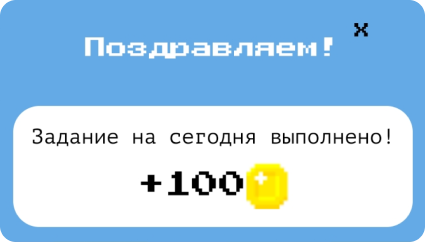 Поздравляем!
x
Задание на сегодня выполнено!
+100